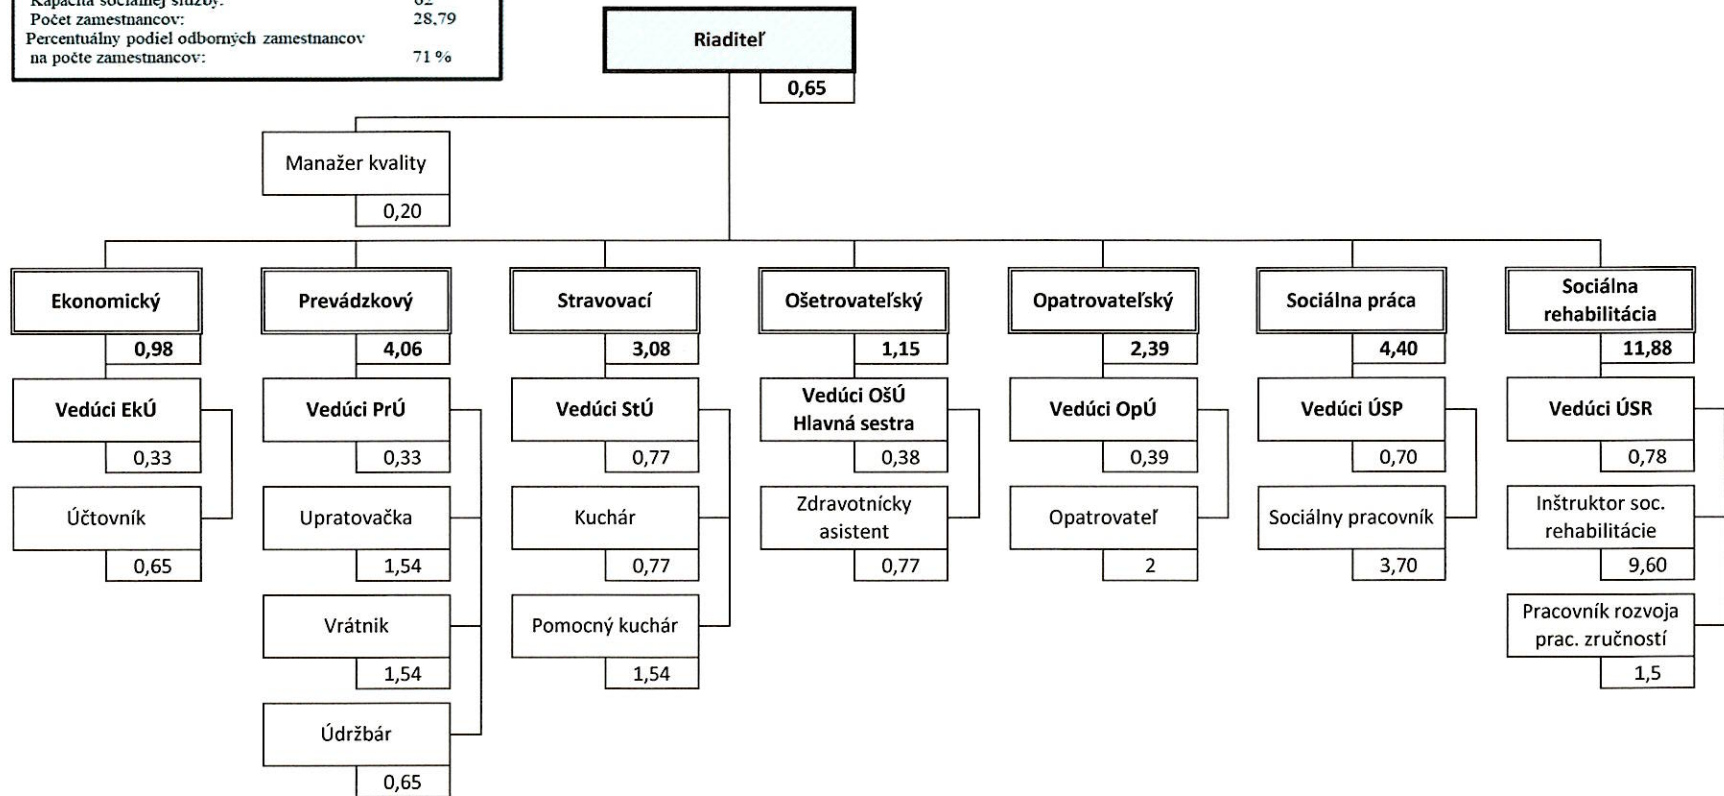 Kapacita sociálnej služby: 62
Počet zamestnancov: 28,79
Percentuálny podiel odborných zamestnancov
na počte zamestnancov: 71 %
Riaditeľ
0,65
Manažer kvality
0,20
Ekonomický
0,98
Vedúci EkÚ
0,33
Účtovník
0,65
Prevádzkový
4,06
Vedúci PrÚ
0,33
Upratovačka
1,54
Vrátnik
1,54
Údržbár
0,65
Stravovací
3,08
Vedúci StÚ
0,77
Kuchár
0,77
Pomocný kuchár
1,54
Ošetrovateľský
1,15
Vedúci OšÚ
Hlavná sestra
0,38
Zdravotnícky
asistent
0,77
Opatrovateľský
2,39
Vedúci OpÚ
0,39
Opatrovateľ
2
Sociálna práca
4,40
Vedúci ÚSP
0,70
Sociálny pracovník
3,70
Sociálna
rehabilitácia
11,88
Vedúci ÚSR
0,78
Inštruktor soc.
rehabilitácie
9,60
Pracovník rozvoja
prac. zručností
1,5